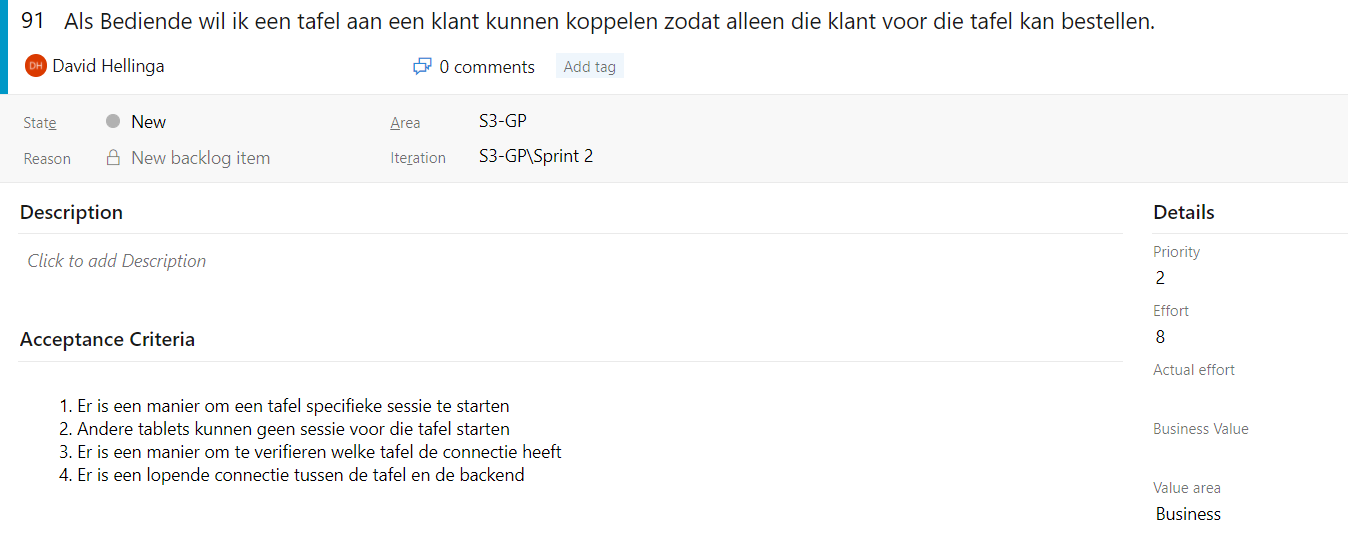 91 Als Bediende wil ik een tafel aan een klant kunnen koppelen zodat alleen die klant voor die tafel kan bestellen.
DH David Hellinga 0 comments Add tag
State New Area S3-GP
Reason New backlog item Iteration S3-GP\Sprint 2
Description
Click to add Description
Acceptance Criteria
1. Er is een manier om een tafel specifieke sessie te starten
2. Andere tablets kunnen geen sessie voor die tafel starten
3. Er is een manier om te verifieren welke tafel de connectie heeft
4. Er is een lopende connectie tussen de tafel en de backend
Details
Priority
2
Effort
8
Actual effort
Business Value
Value area
Business